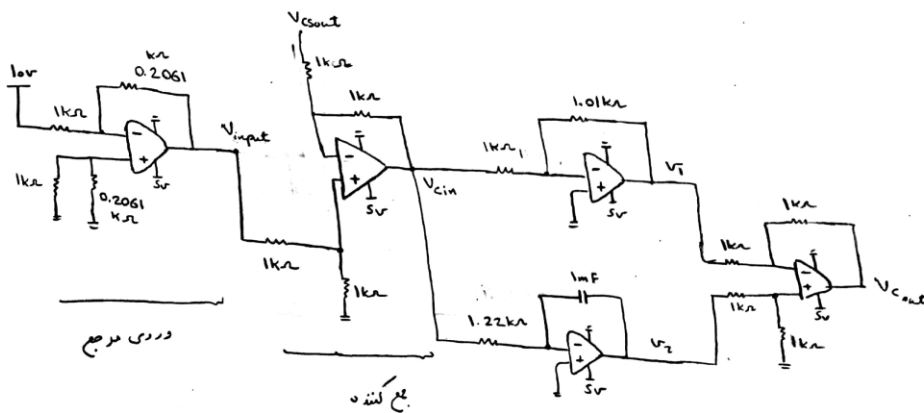 Vcsout
1kΩ
kΩ
0.2061
10v
1kΩ
−
+
5v
1kΩ
0.2061
kΩ
Vinput
1kΩ
−
+
5v
Vcin
1kΩ
1kΩ
1kΩ
1.01kΩ
−
+
5v
V1
1.22kΩ
1mF
−
+
5v
V2
1kΩ
1kΩ
−
+
5v
1kΩ
1kΩ
Vcout
ورودی مرجع
جمع کننده